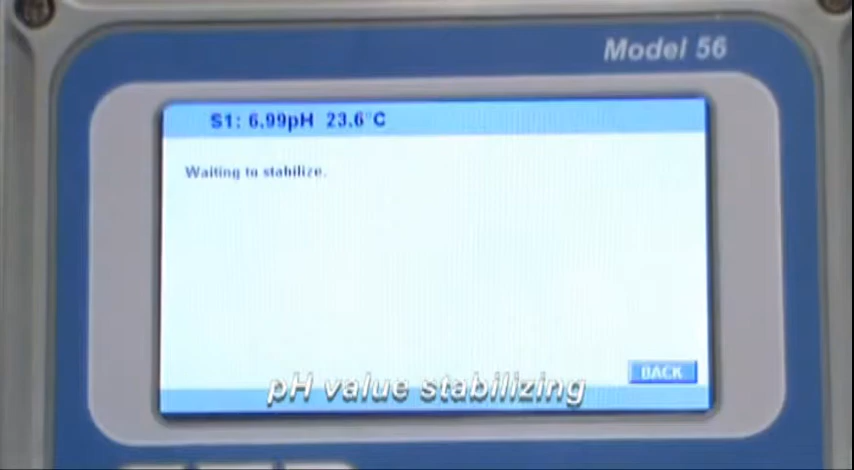 Model 56
S1: 6.99pH 23.6°C
Waiting to stabilize.
BACK
pH value stabilizing